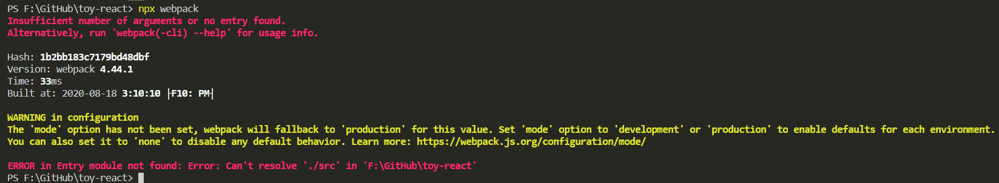 PS F:\GitHub\toy-react> npx webpack
Insufficient number of arguments or no entry found.
Alternatively, run 'webpack(-cli) --help' for usage info.
Hash: 1b2bb183c7179bd48dbf
Version: webpack 4.44.1
Time: 33ms
Built at: 2020-08-18 3:10:10 ├F10: PM┤
WARNING in configuration
The 'mode' option has not been set, webpack will fallback to 'production' for this value. Set 'mode' option to 'development' or 'production' to enable defaults for each environment.
You can also set it to 'none' to disable any default behavior. Learn more: https://webpack.js.org/configuration/mode/
ERROR in Entry module not found: Error: Can't resolve './src' in 'F:\GitHub\toy-react'
PS F:\GitHub\toy-react>